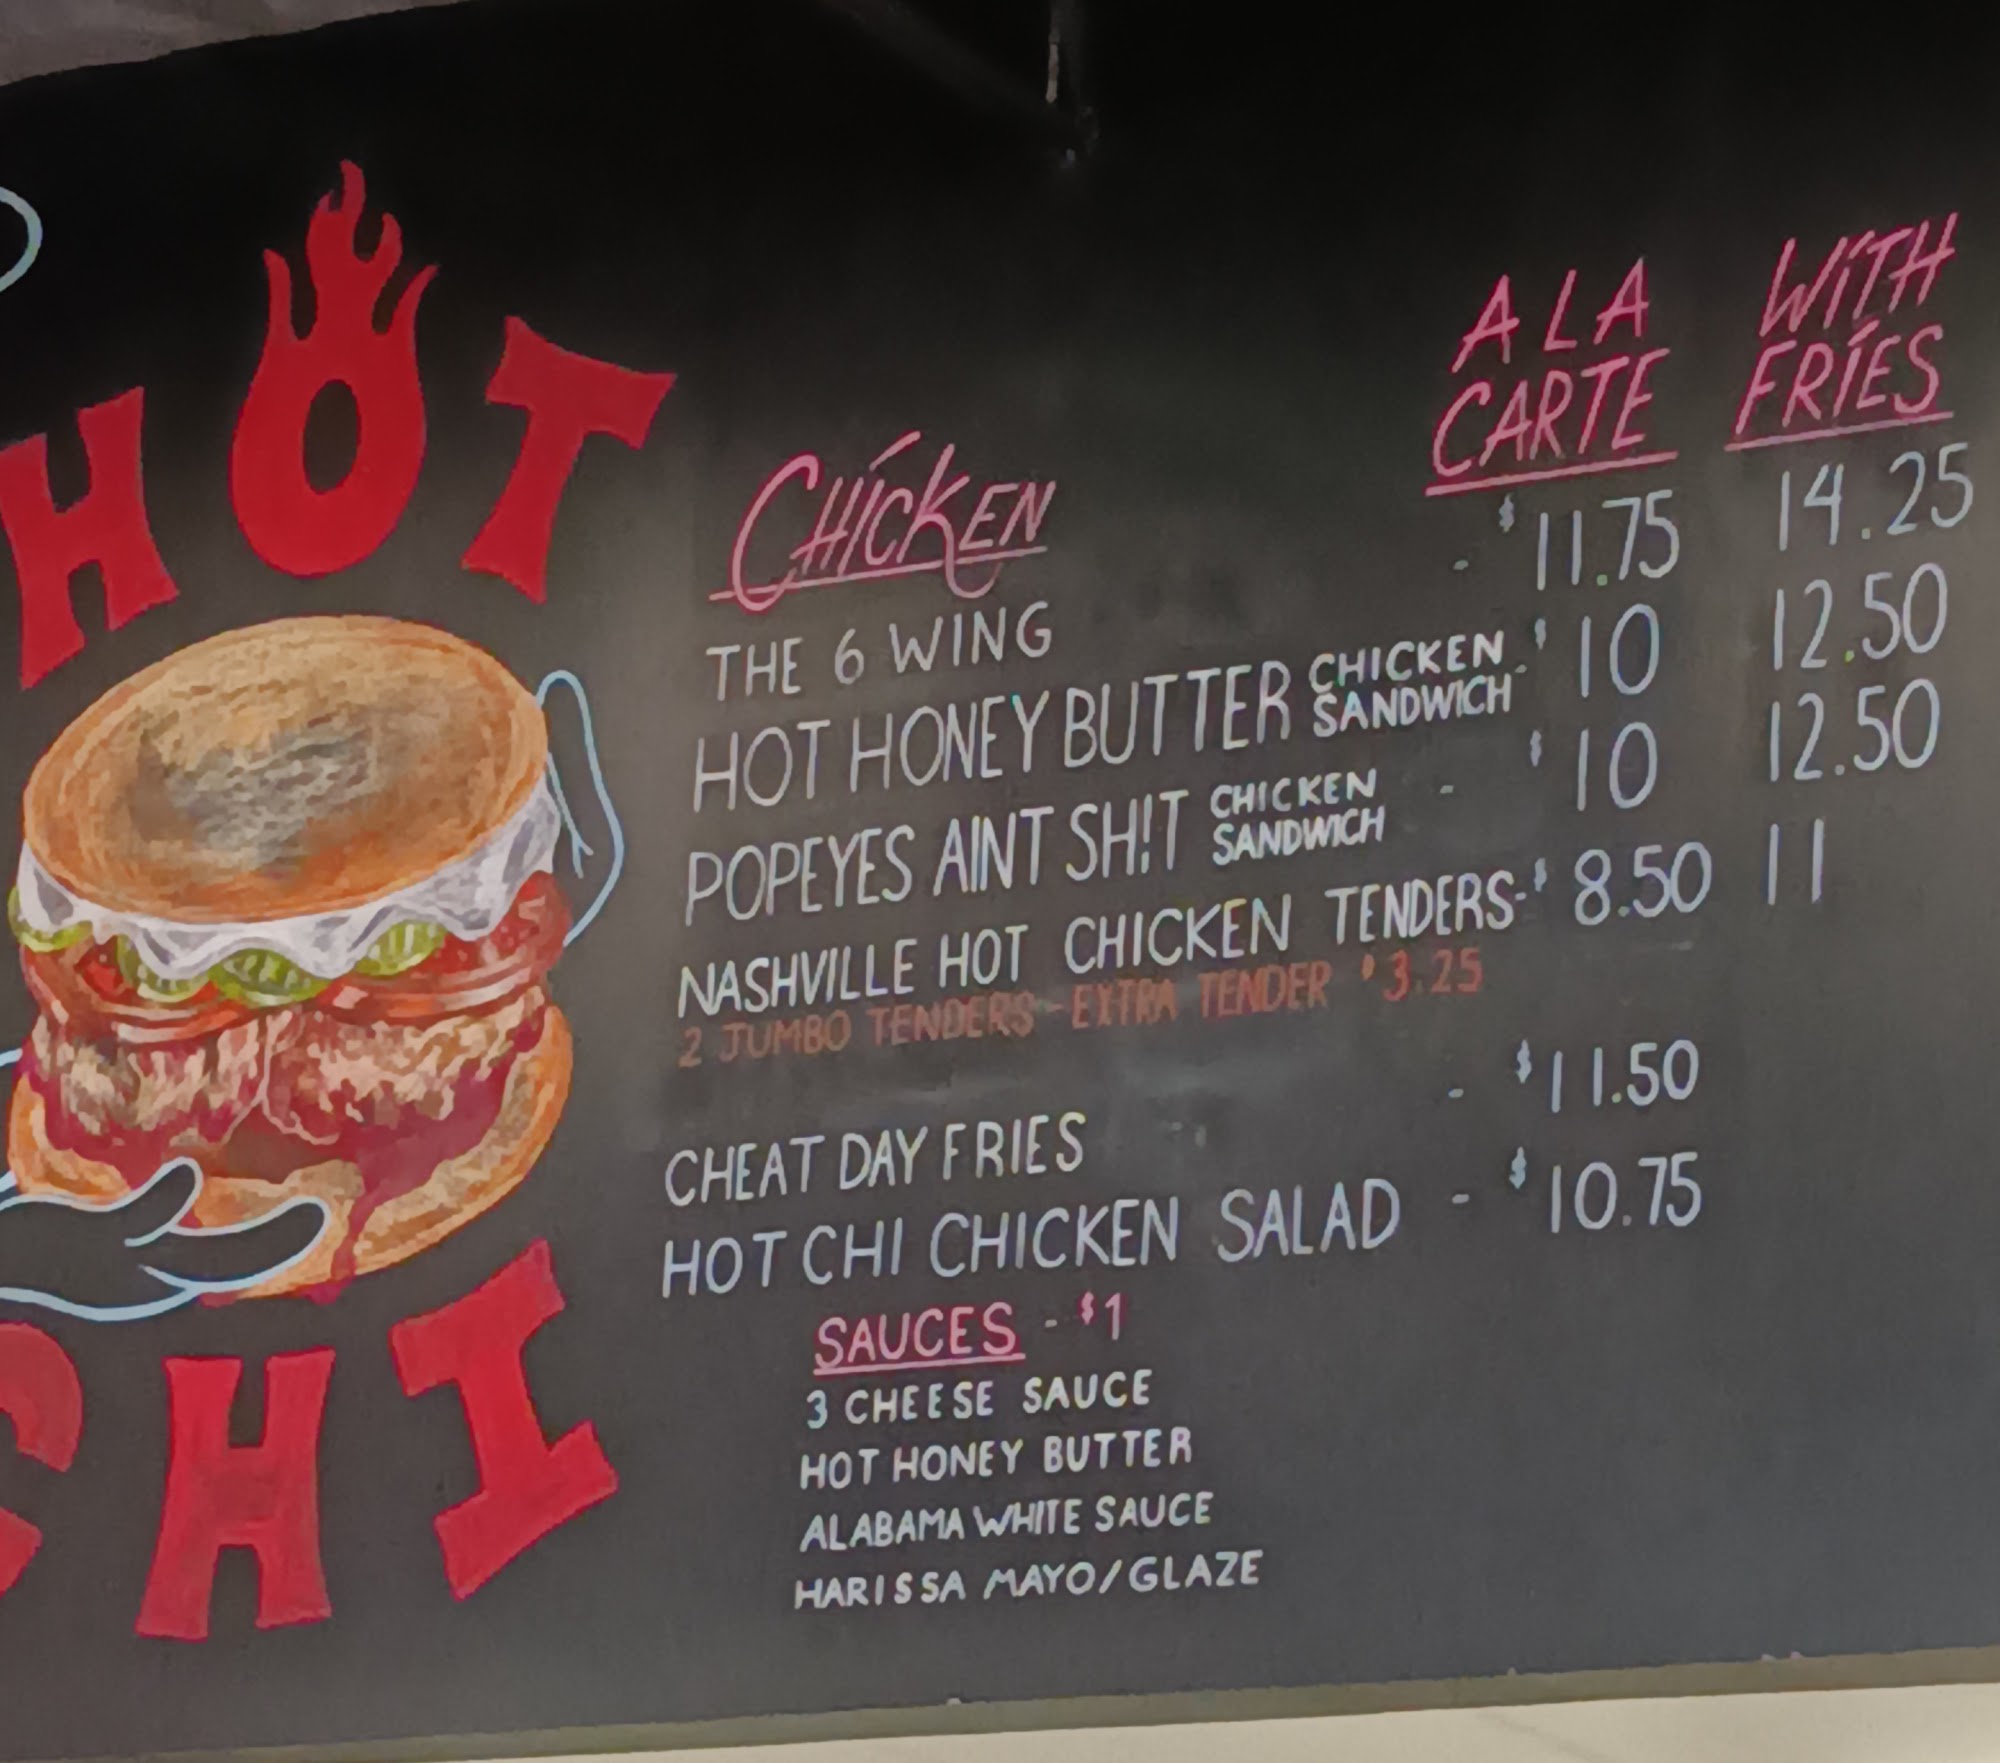 HOT
CHI
A LA CARTE
WITH FRIES
CHICKEN
THE 6 WING - $11.75 14.25
HOT HONEY BUTTER CHICKEN SANDWICH - $10 12.50
POPEYES AINT SH!T CHICKEN SANDWICH - $10 12.50
NASHVILLE HOT CHICKEN TENDERS - $8.50 11
2 JUMBO TENDERS - EXTRA TENDER $3.25
CHEAT DAY FRIES - $11.50
HOT CHI CHICKEN SALAD - $10.75
SAUCES - $1
3 CHEESE SAUCE
HOT HONEY BUTTER
ALABAMA WHITE SAUCE
HARISSA MAYO/GLAZE